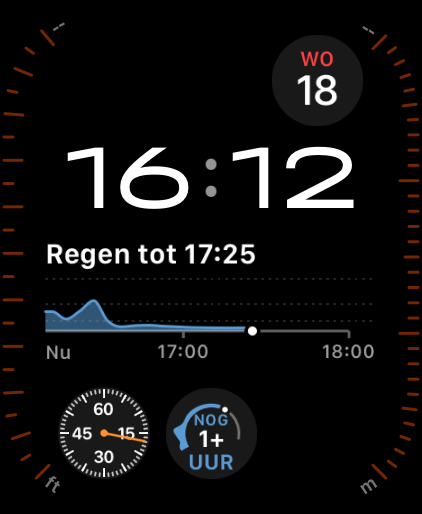 --
--
WO
18
16:12
Regen tot 17:25
Nu 17:00 18:00
60
45 15
30
NOG
1+
UUR
ft
m